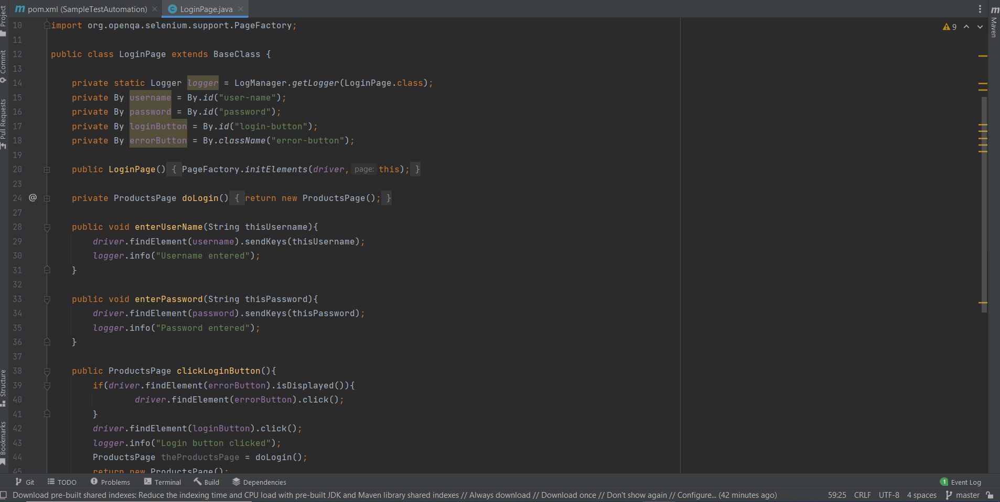 Project
Commit
Pull Requests
Structure
Bookmarks
m pom.xml (SampleTestAutomation) × C LoginPage.java ×
m Maven
9
10 import org.openqa.selenium.support.PageFactory;
11
12 public class LoginPage extends BaseClass {
13
14 private static Logger logger = LogManager.getLogger(LoginPage.class);
15 private By username = By.id("user-name");
16 private By password = By.id("password");
17 private By loginButton = By.id("login-button");
18 private By errorButton = By.className("error-button");
19
20 public LoginPage() { PageFactory.initElements(driver, page: this); }
23
24 @ private ProductsPage doLogin() { return new ProductsPage(); }
27
28 public void enterUserName(String thisUsername){
29 driver.findElement(username).sendKeys(thisUsername);
30 logger.info("Username entered");
31 }
32
33 public void enterPassword(String thisPassword){
34 driver.findElement(password).sendKeys(thisPassword);
35 logger.info("Password entered");
36 }
37
38 public ProductsPage clickLoginButton(){
39 if(driver.findElement(errorButton).isDisplayed()){
40 driver.findElement(errorButton).click();
41 }
42 driver.findElement(loginButton).click();
43 logger.info("Login button clicked");
44 ProductsPage theProductsPage = doLogin();
45 return new ProductsPage();
Git TODO Problems Terminal Build Dependencies 1 Event Log
Download pre-built shared indexes: Reduce the indexing time and CPU load with pre-built JDK and Maven library shared indexes // Always download // Download once // Don't show again // Configure... (42 minutes ago) 59:25 CRLF UTF-8 4 spaces master